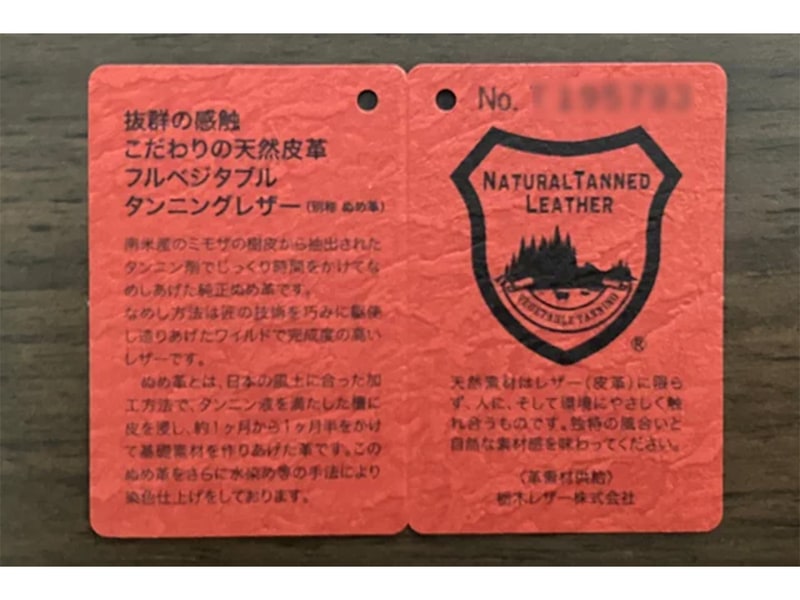 抜群の感触
こだわりの天然皮革
フルベジタブル
タンニングレザー（別称 ぬめ革）
南米産のミモザの樹皮から抽出された
タンニン剤でじっくり時間をかけてな
めしあげた純正ぬめ革です。
なめし方法は匠の技術を巧みに駆使
し造りあげたワイルドで完成度の高い
レザーです。
ぬめ革とは、日本の風土に合った加
工方法で、タンニン液を満たした槽に
皮を浸し、約1ヶ月から1ヶ月半をかけ
て基礎素材を作りあげた革です。この
ぬめ革をさらに水染め等の手法により
染色仕上げをしております。
No.
NATURAL TANNED
LEATHER
VEGETABLE TANNING
®
天然素材はレザー（皮革）に限ら
ず、人に、そして環境にやさしく触
れ合うものです。独特の風合いと
自然な素材感を味わってください。
〈革素材供給〉
栃木レザー株式会社